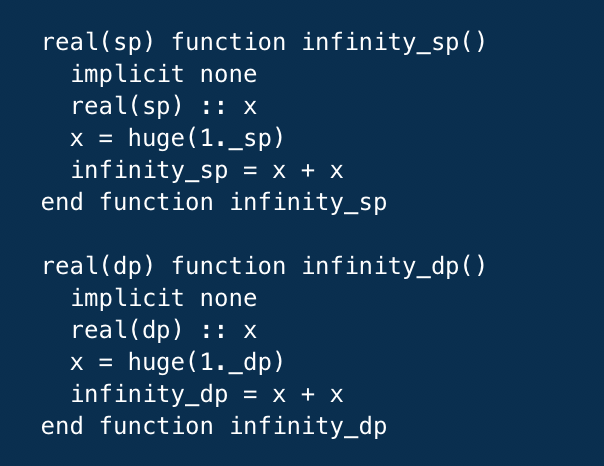 real(sp) function infinity_sp()
  implicit none
  real(sp) :: x
  x = huge(1._sp)
  infinity_sp = x + x
end function infinity_sp

real(dp) function infinity_dp()
  implicit none
  real(dp) :: x
  x = huge(1._dp)
  infinity_dp = x + x
end function infinity_dp